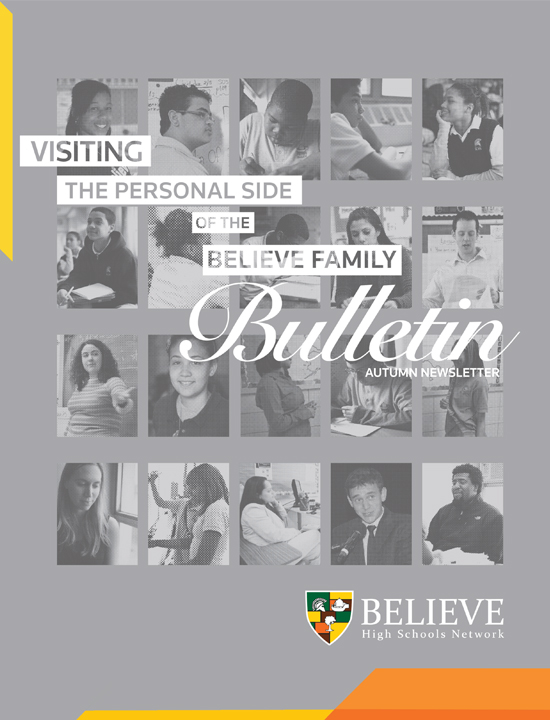 VISITING
THE PERSONAL SIDE
OF THE
BELIEVE FAMILY
Bulletin
AUTUMN NEWSLETTER
BELIEVE
High Schools Network